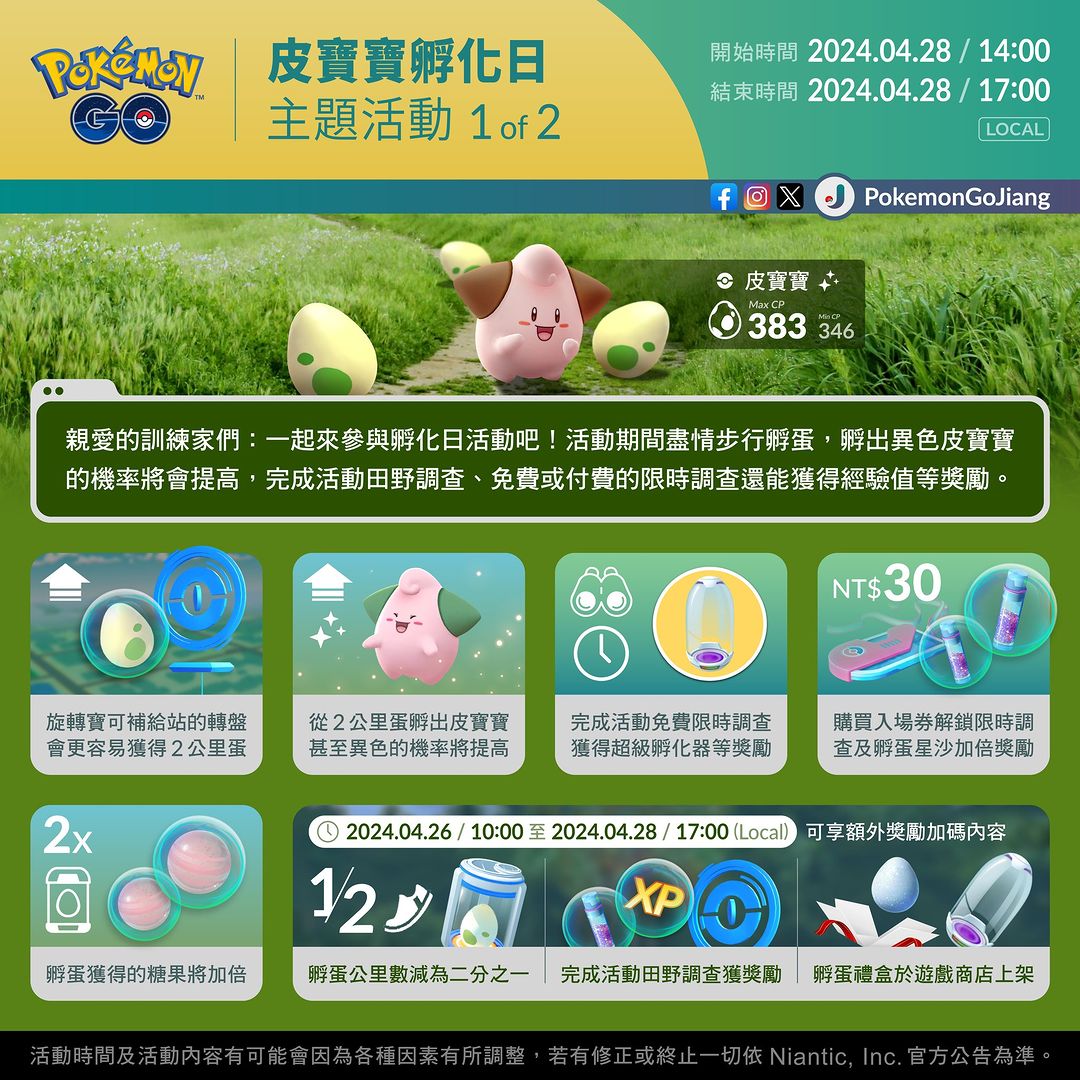 POKéMON GO TM
皮寶寶孵化日
主題活動 1 of 2
開始時間 2024.04.28 / 14:00
結束時間 2024.04.28 / 17:00
LOCAL
PokemonGoJiang
皮寶寶
Max CP 383 Min CP 346
親愛的訓練家們：一起來參與孵化日活動吧！活動期間盡情步行孵蛋，孵出異色皮寶寶
的機率將會提高，完成活動田野調查、免費或付費的限時調查還能獲得經驗值等獎勵。
旋轉寶可補給站的轉盤
會更容易獲得２公里蛋
從２公里蛋孵出皮寶寶
甚至異色的機率將提高
完成活動免費限時調查
獲得超級孵化器等獎勵
NT$30
購買入場券解鎖限時調
查及孵蛋星沙加倍獎勵
2x
孵蛋獲得的糖果將加倍
2024.04.26 / 10:00 至 2024.04.28 / 17:00 (Local) 可享額外獎勵加碼內容
1/2
孵蛋公里數減為二分之一
XP
完成活動田野調查獲獎勵
孵蛋禮盒於遊戲商店上架
活動時間及活動內容有可能會因為各種因素有所調整，若有修正或終止一切依 Niantic, Inc. 官方公告為準。